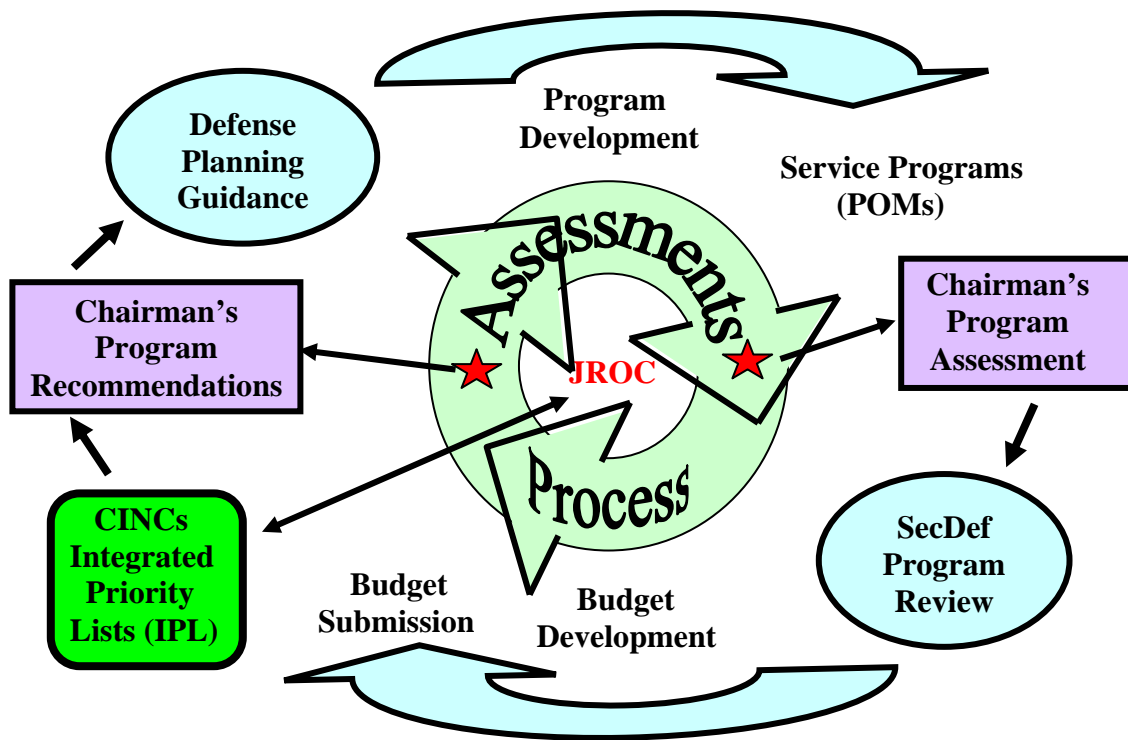 Program
Development
Defense
Planning
Guidance
Service Programs
(POMs)
Assessments
Chairman’s
Program
Recommendations
JROC
Chairman’s
Program
Assessment
Process
CINCs
Integrated
Priority
Lists (IPL)
SecDef
Program
Review
Budget
Submission
Budget
Development